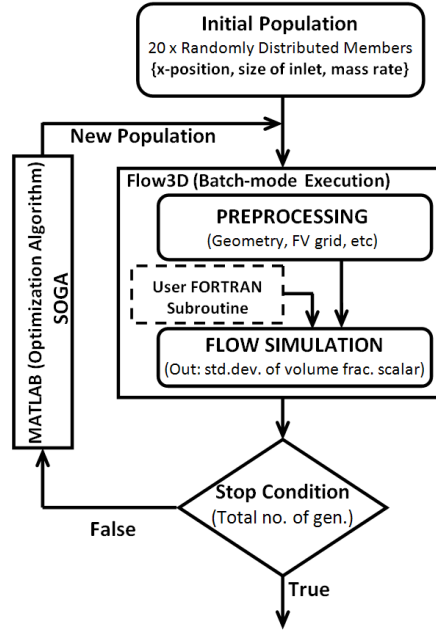 Initial Population
20 x Randomly Distributed Members
{x-position, size of inlet, mass rate}
New Population
Flow3D (Batch-mode Execution)
PREPROCESSING
(Geometry, FV grid, etc)
User FORTRAN
Subroutine
FLOW SIMULATION
(Out: std.dev. of volume frac. scalar)
MATLAB (Optimization Algorithm)
SOGA
Stop Condition
(Total no. of gen.)
False
True